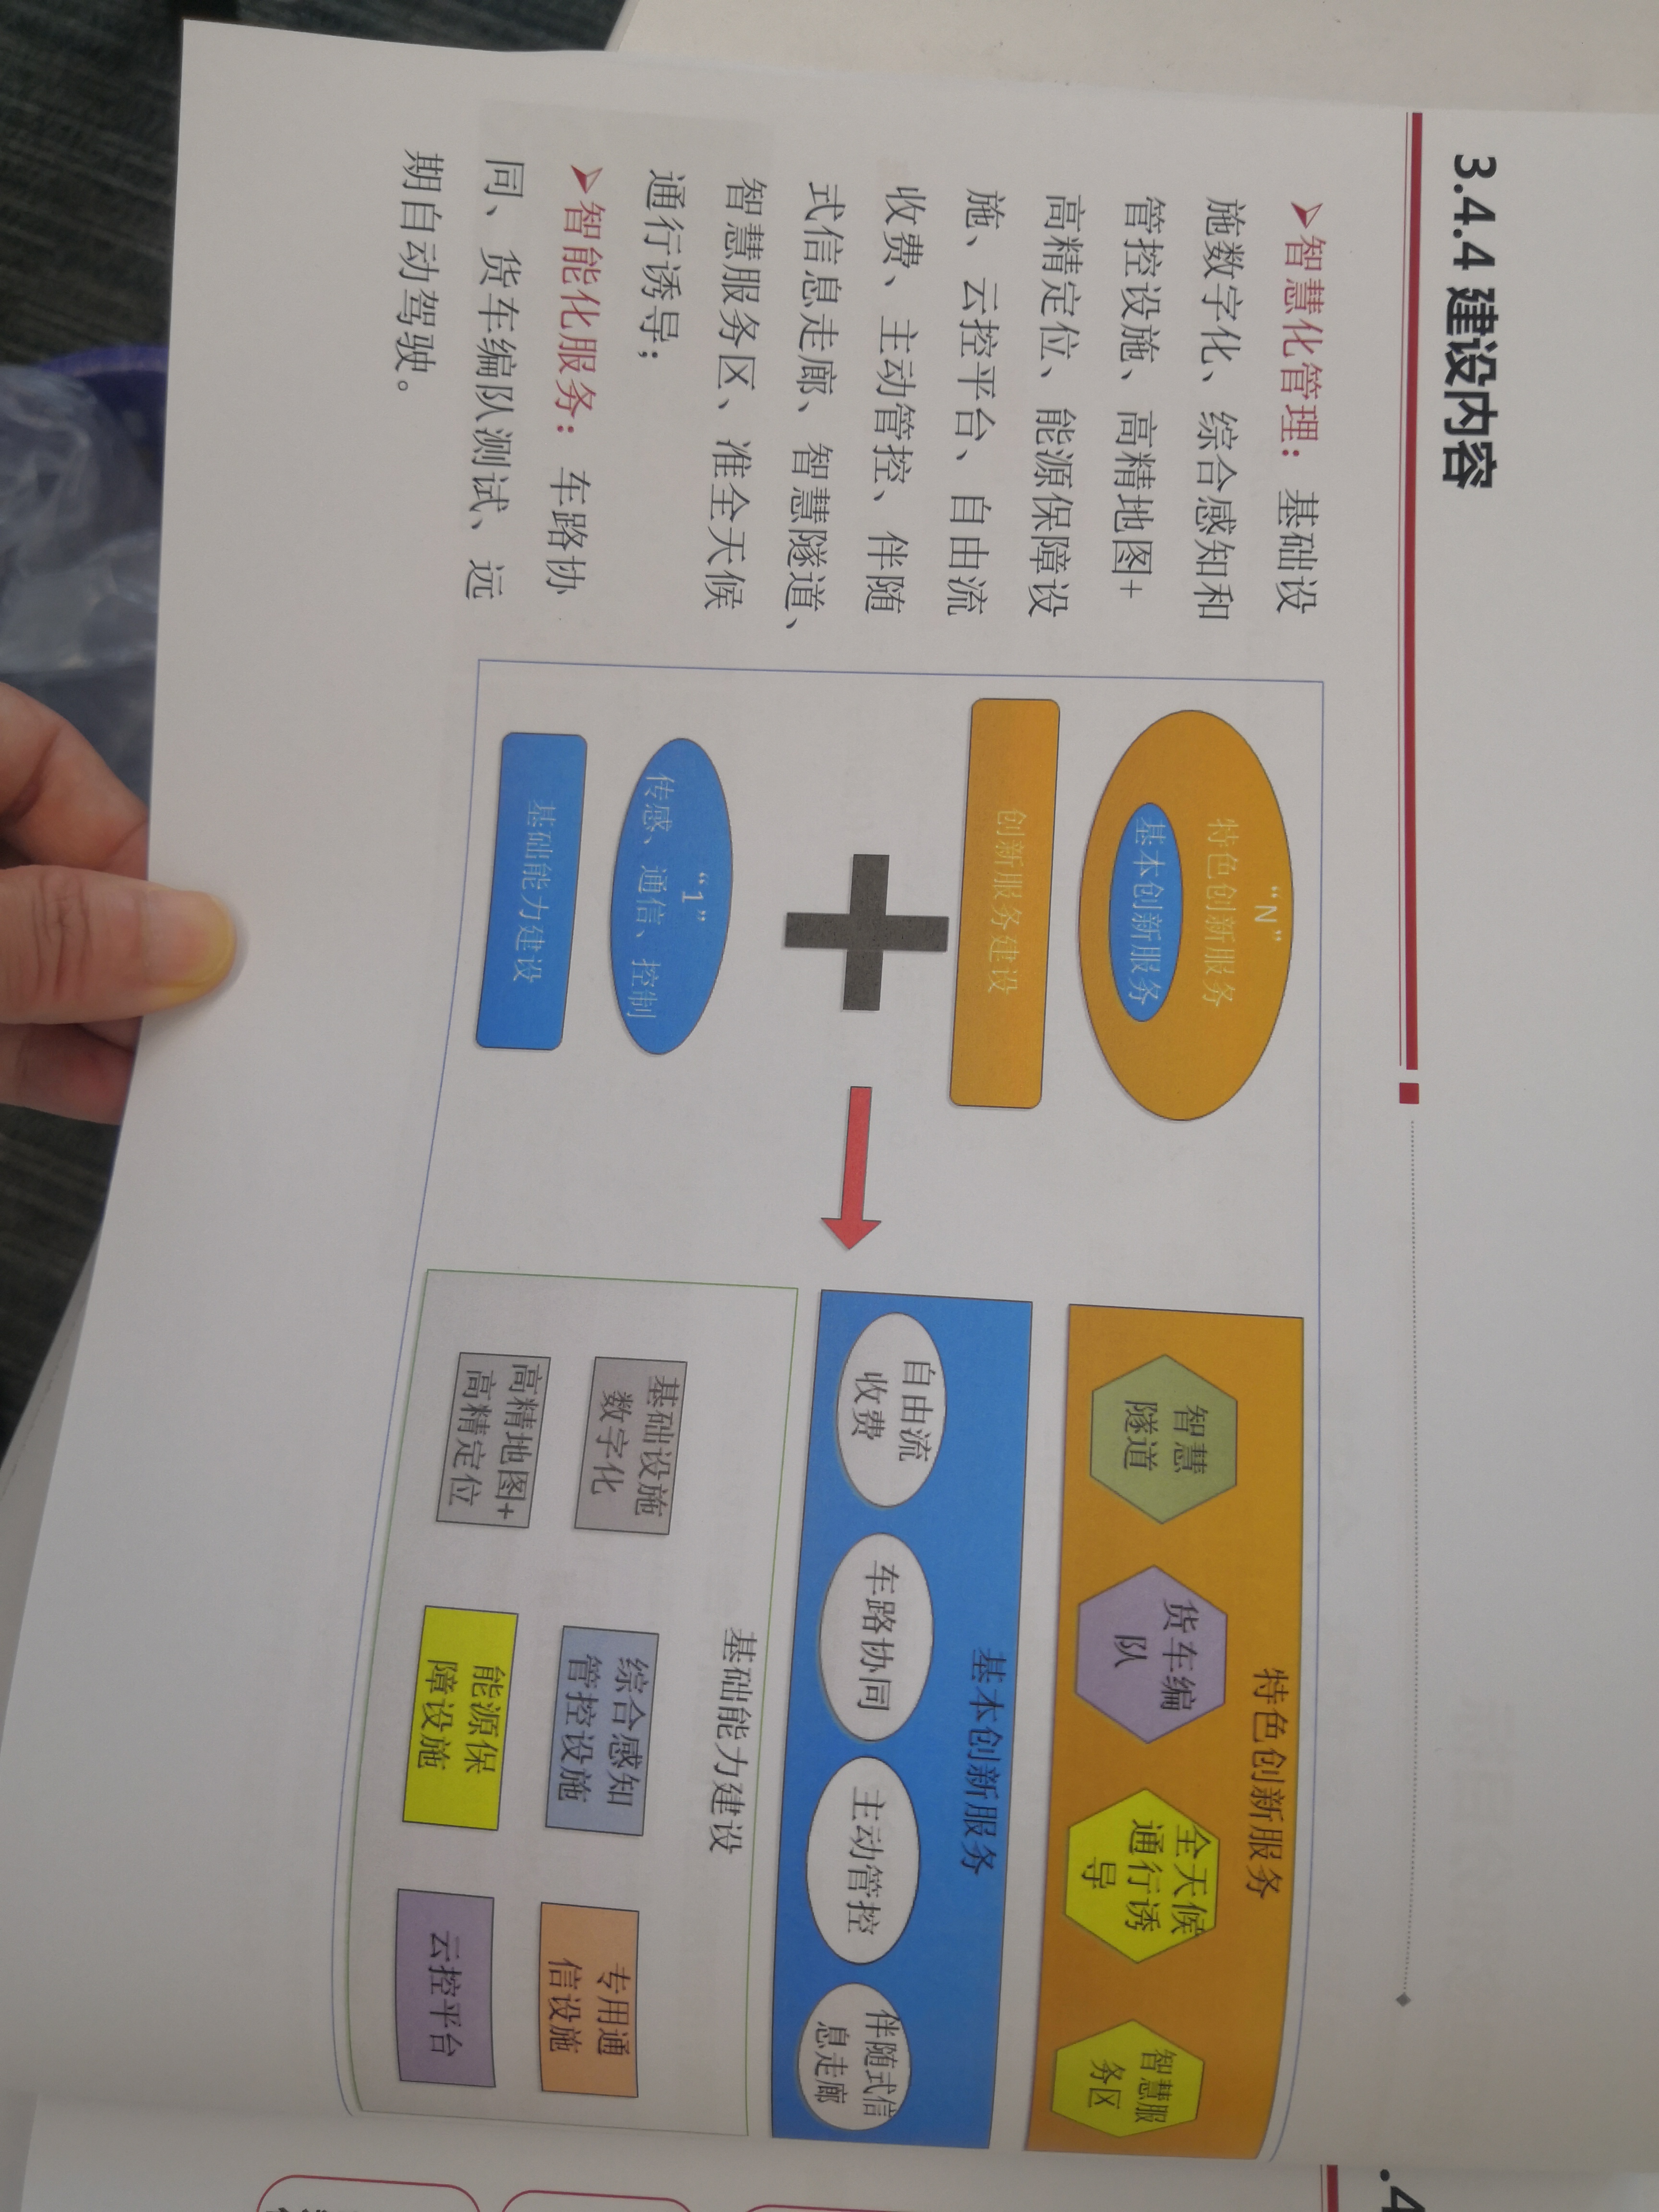 3.4.4 建设内容
➢智慧化管理：基础设
施数字化、综合感知和
管控设施、高精地图+
高精定位、能源保障设
施、云控平台、自由流
收费、主动管控、伴随
式信息走廊、智慧隧道、
智慧服务区、准全天候
通行诱导；
➢智能化服务：车路协
同、货车编队测试、远
期自动驾驶。
“N”
特色创新服务
基本创新服务
创新服务建设
“1”
传感、通信、控制
基础能力建设
特色创新服务
智慧
隧道
货车编
队
全天候
通行诱
导
智慧服
务区
基本创新服务
自由流
收费
车路协同
主动管控
伴随式信
息走廊
基础能力建设
基础设施
数字化
综合感知
管控设施
专用通
信设施
高精地图+
高精定位
能源保
障设施
云控平台
.4